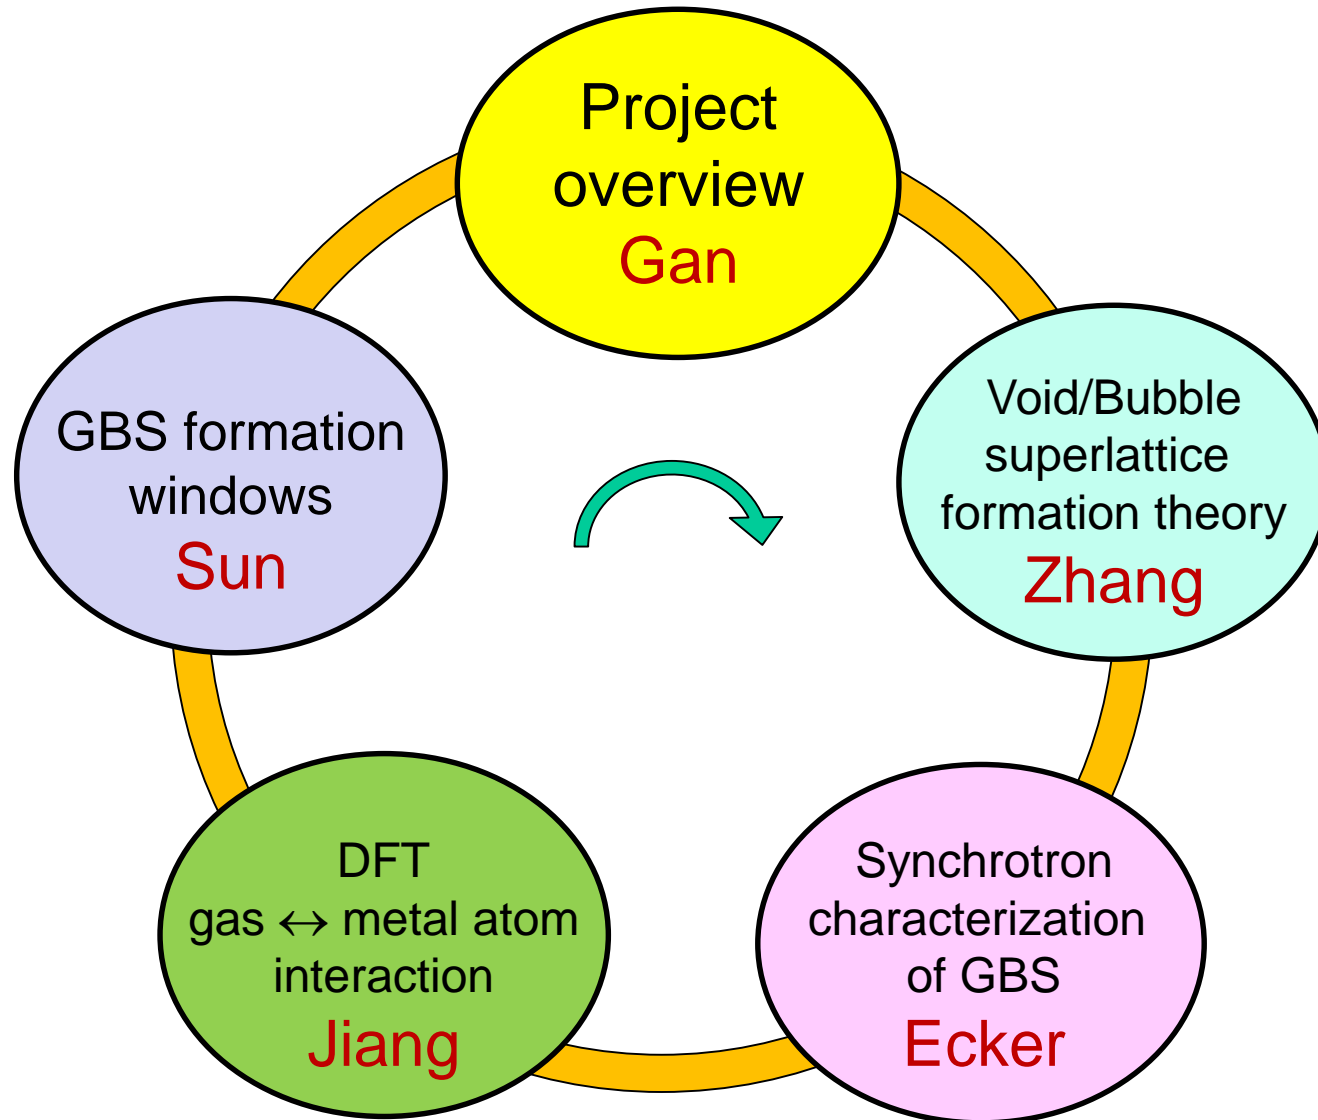 Project
overview
Gan
Void/Bubble
superlattice
formation theory
Zhang
Synchrotron
characterization
of GBS
Ecker
DFT
gas ↔ metal atom
interaction
Jiang
GBS formation
windows
Sun